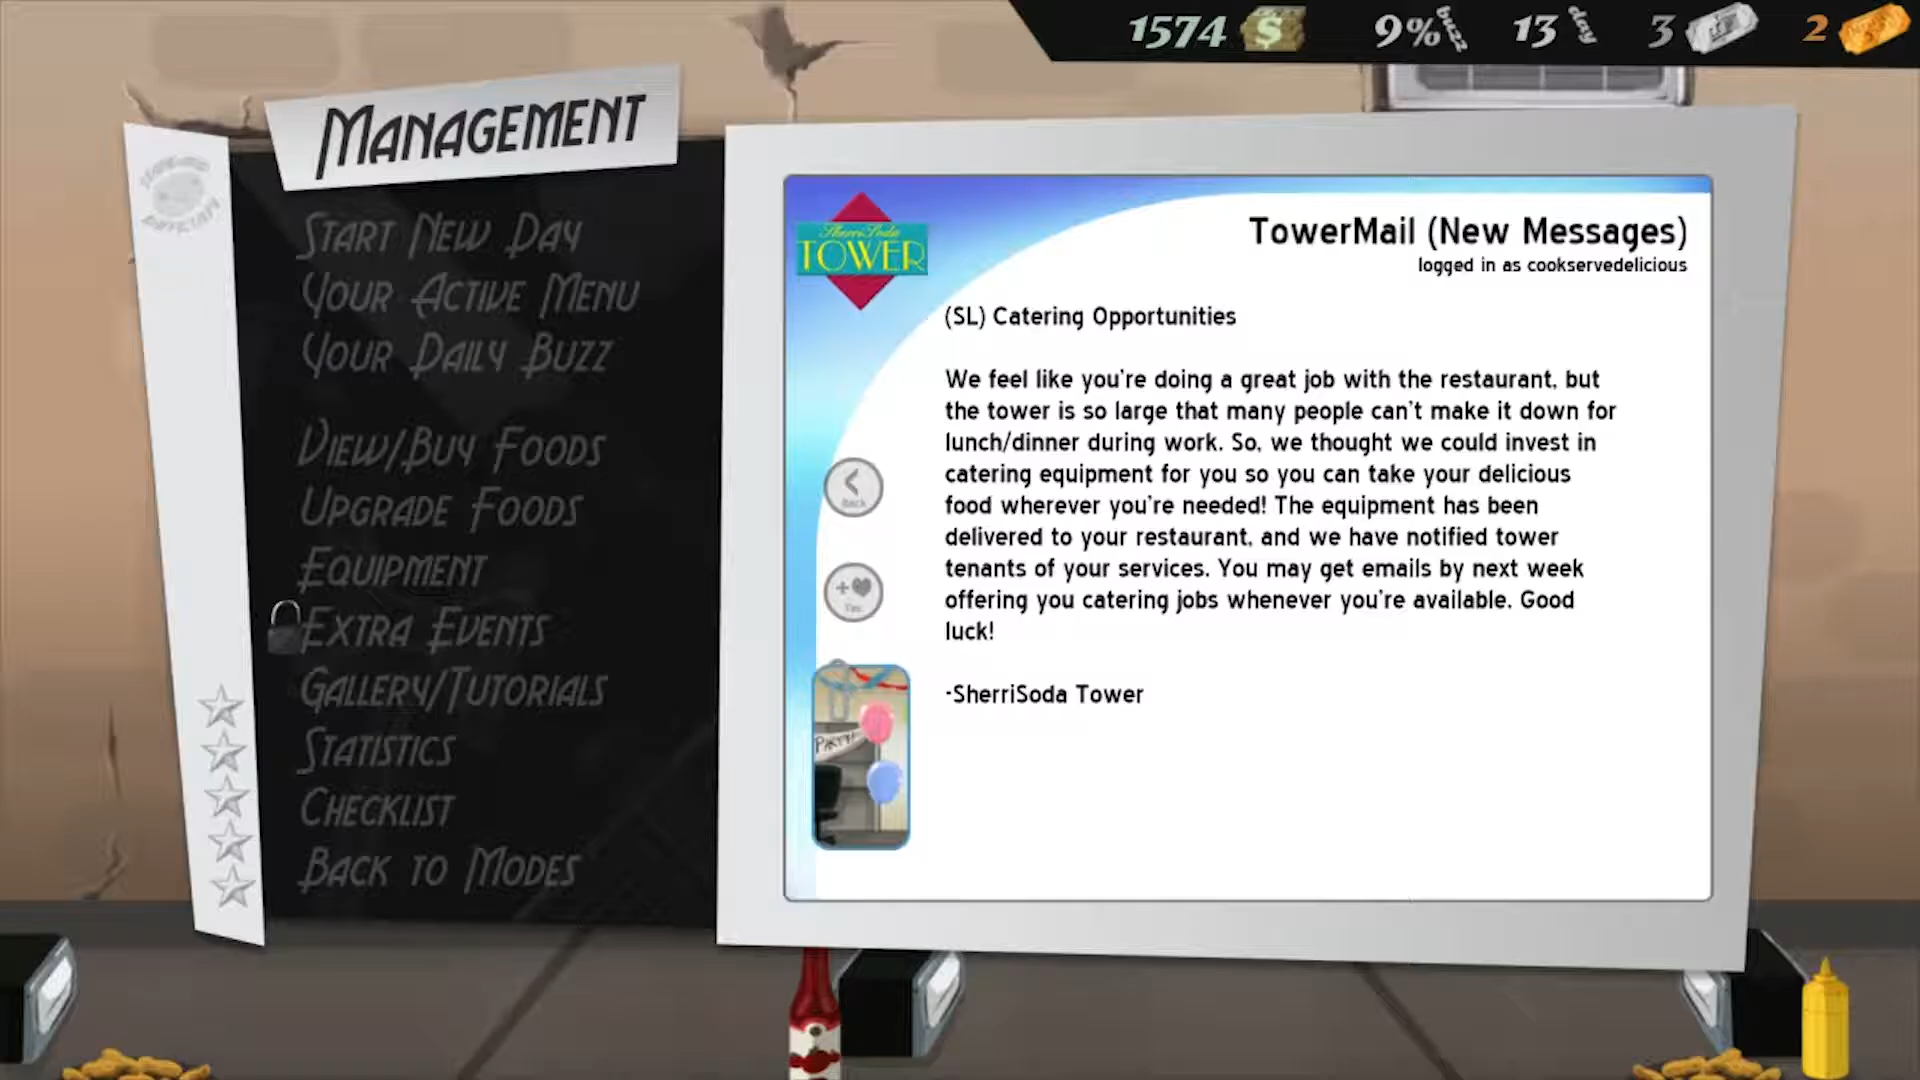 1574 $ 9% buzz 13 day 3 2
MANAGEMENT
START NEW DAY
YOUR ACTIVE MENU
YOUR DAILY BUZZ
VIEW/BUY FOODS
UPGRADE FOODS
EQUIPMENT
EXTRA EVENTS
GALLERY/TUTORIALS
STATISTICS
CHECKLIST
BACK TO MODES
SherriSoda
TOWER
TowerMail (New Messages)
logged in as cookservedelicious
(SL) Catering Opportunities
We feel like you're doing a great job with the restaurant, but
the tower is so large that many people can't make it down for
lunch/dinner during work. So, we thought we could invest in
catering equipment for you so you can take your delicious
food wherever you're needed! The equipment has been
delivered to your restaurant, and we have notified tower
tenants of your services. You may get emails by next week
offering you catering jobs whenever you're available. Good
luck!
-SherriSoda Tower
Back
Yes
PARTY